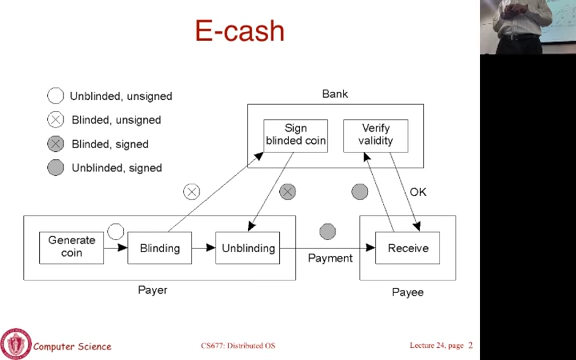 E-cash
Unblinded, unsigned
Blinded, unsigned
Blinded, signed
Unblinded, signed
Bank
Sign
blinded coin
Verify
validity
OK
Generate
coin
Blinding
Unblinding
Payment
Receive
Payer
Payee
Computer Science
CS677: Distributed OS
Lecture 24, page 2